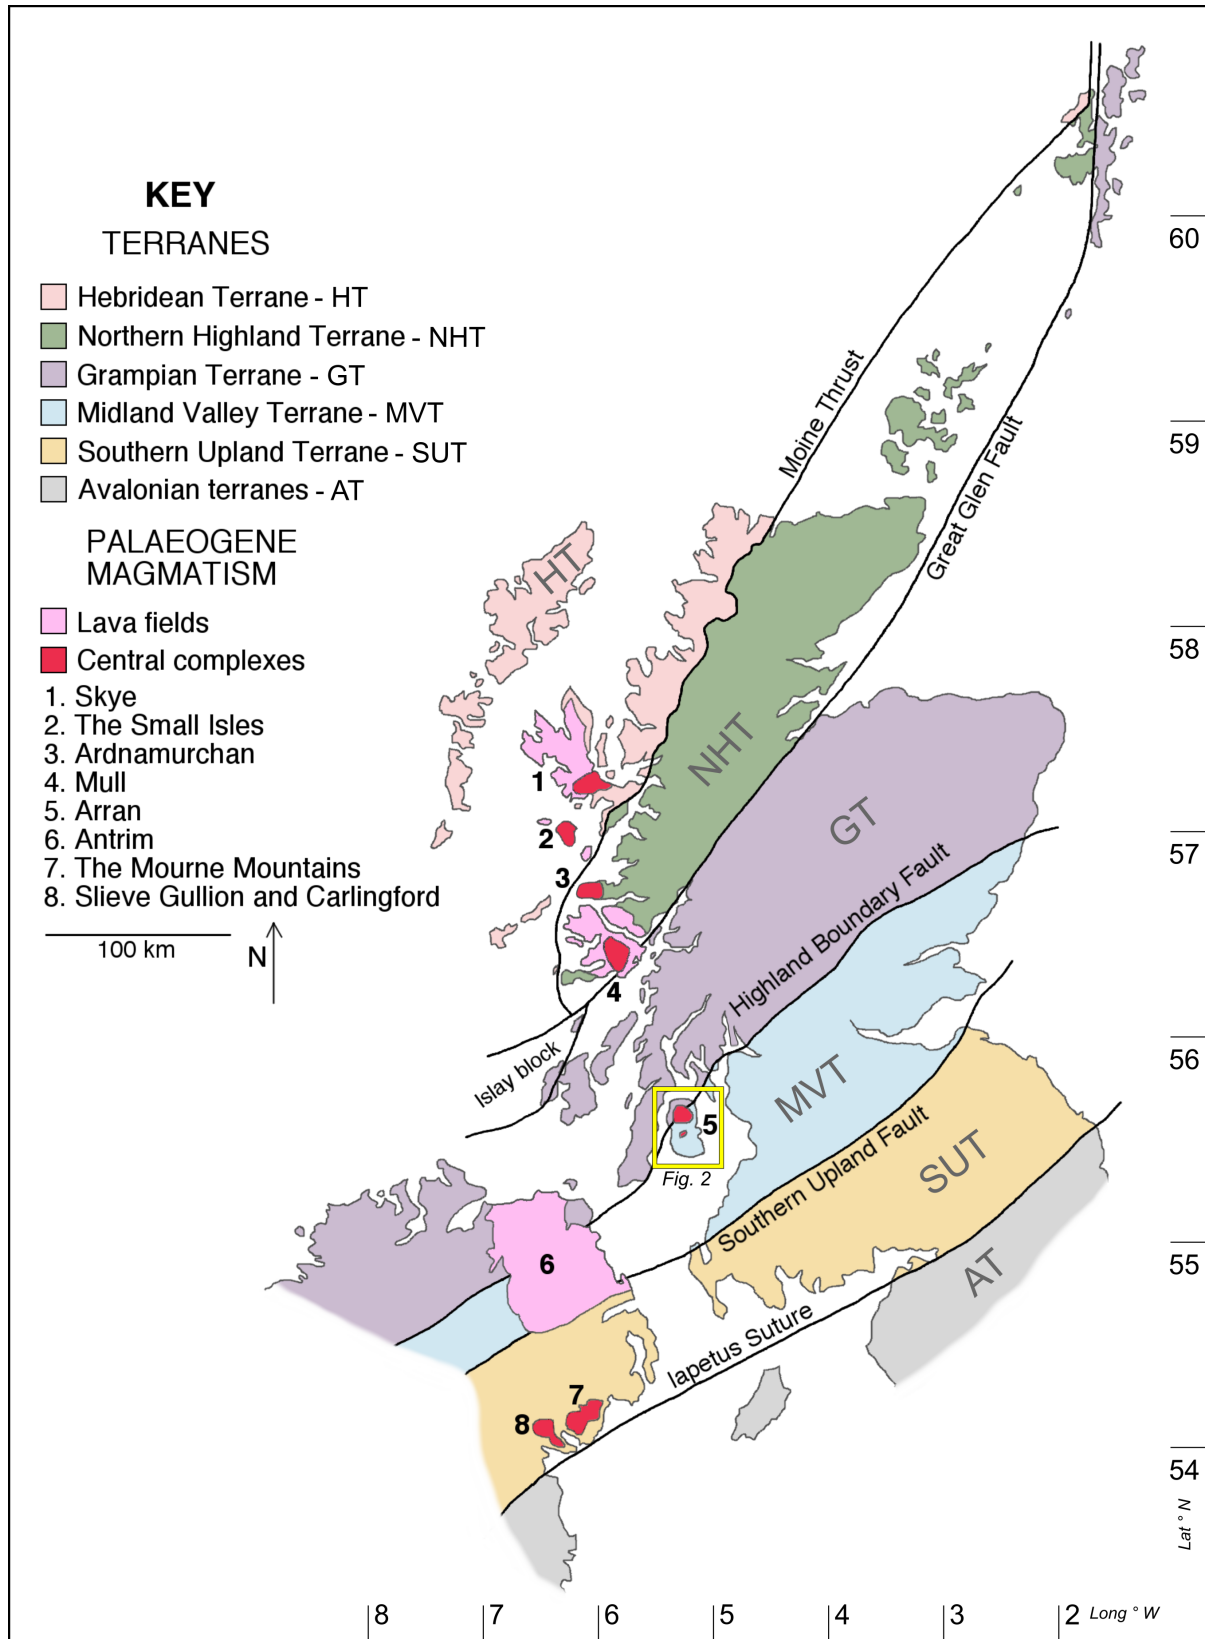 KEY
TERRANES
Hebridean Terrane - HT
Northern Highland Terrane - NHT
Grampian Terrane - GT
Midland Valley Terrane - MVT
Southern Upland Terrane - SUT
Avalonian terranes - AT
PALAEOGENE
MAGMATISM
Lava fields
Central complexes
1. Skye
2. The Small Isles
3. Ardnamurchan
4. Mull
5. Arran
6. Antrim
7. The Mourne Mountains
8. Slieve Gullion and Carlingford
100 km
N
Moine Thrust
Great Glen Fault
HT
NHT
GT
Highland Boundary Fault
1
2
3
4
Islay block
MVT
5
Fig. 2
Southern Upland Fault
SUT
6
AT
Iapetus Suture
7
8
60
59
58
57
56
55
54
Lat ° N
8
7
6
5
4
3
2
Long ° W